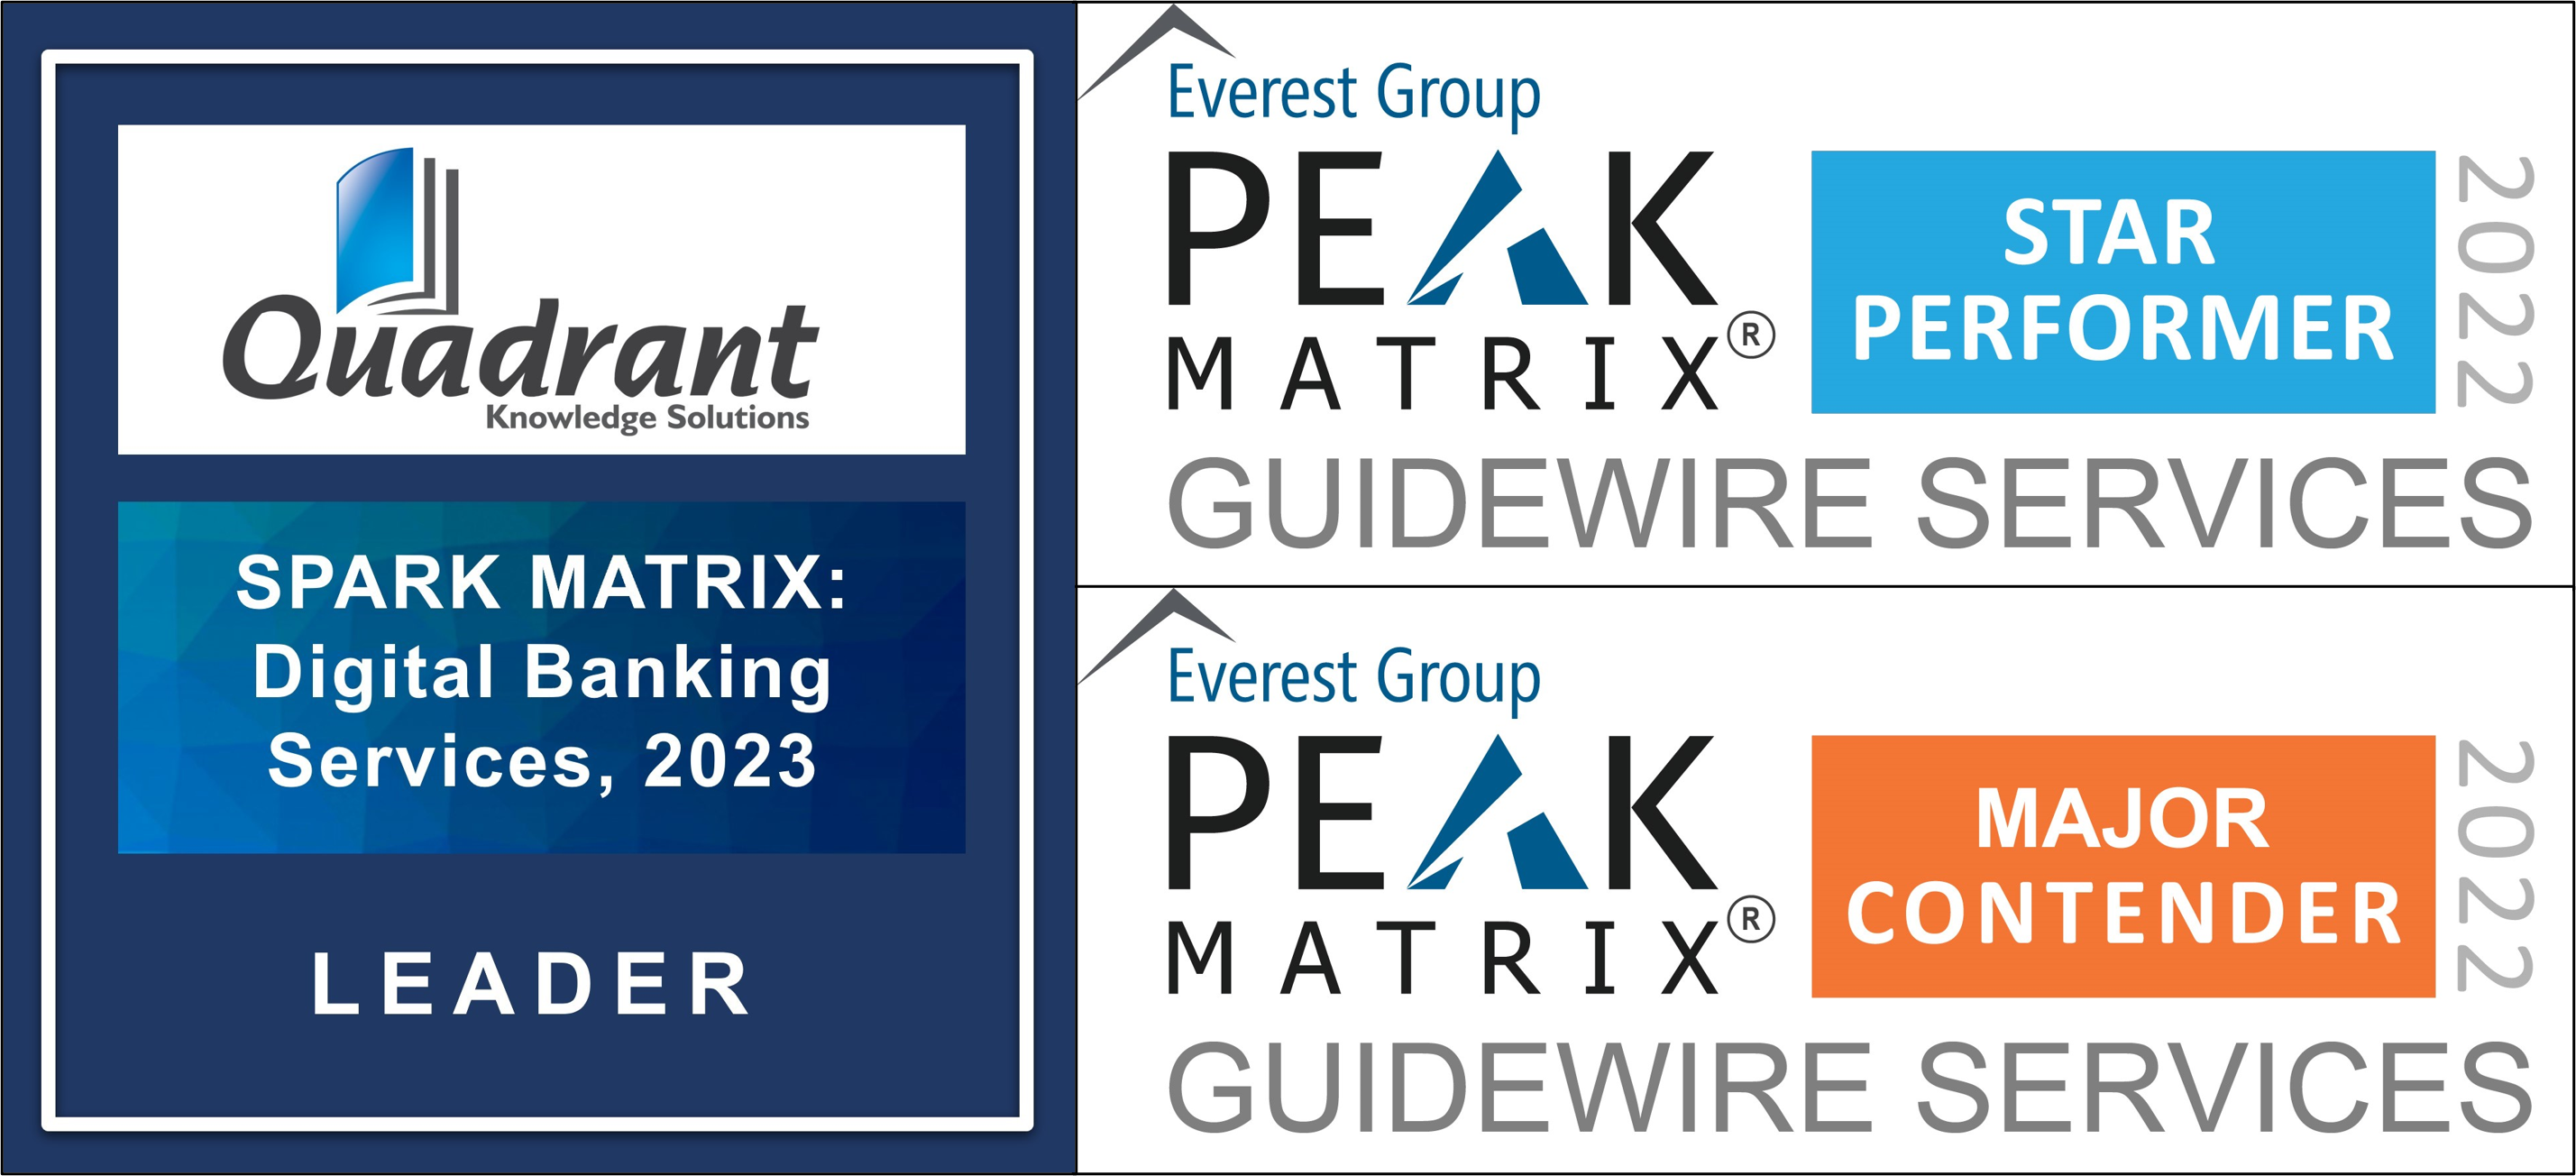 Quadrant
Knowledge Solutions
SPARK MATRIX:
Digital Banking
Services, 2023
LEADER
Everest Group
PEAK
MATRIX®
STAR
PERFORMER
2022
GUIDEWIRE SERVICES
Everest Group
PEAK
MATRIX®
MAJOR
CONTENDER
2022
GUIDEWIRE SERVICES